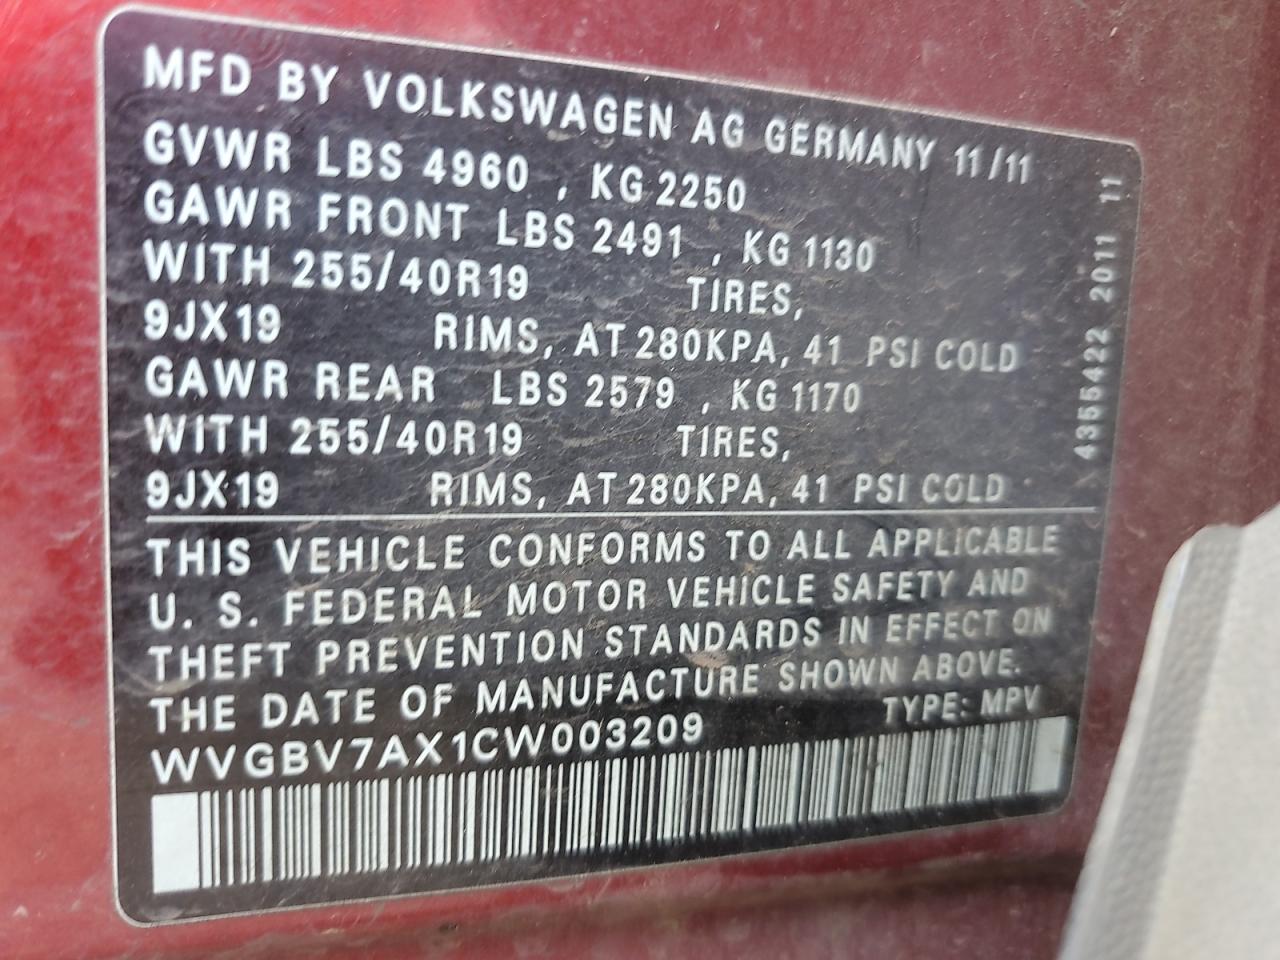 MFD BY VOLKSWAGEN AG GERMANY 11/11
GVWR LBS 4960 , KG 2250
GAWR FRONT LBS 2491 , KG 1130
WITH 255/40R19 TIRES,
9JX19 RIMS, AT 280KPA, 41 PSI COLD
GAWR REAR LBS 2579 , KG 1170
WITH 255/40R19 TIRES,
9JX19 RIMS, AT 280KPA, 41 PSI COLD
THIS VEHICLE CONFORMS TO ALL APPLICABLE
U. S. FEDERAL MOTOR VEHICLE SAFETY AND
THEFT PREVENTION STANDARDS IN EFFECT ON
THE DATE OF MANUFACTURE SHOWN ABOVE.
TYPE: MPV
WVGBV7AX1CW003209
4355422 2011 11